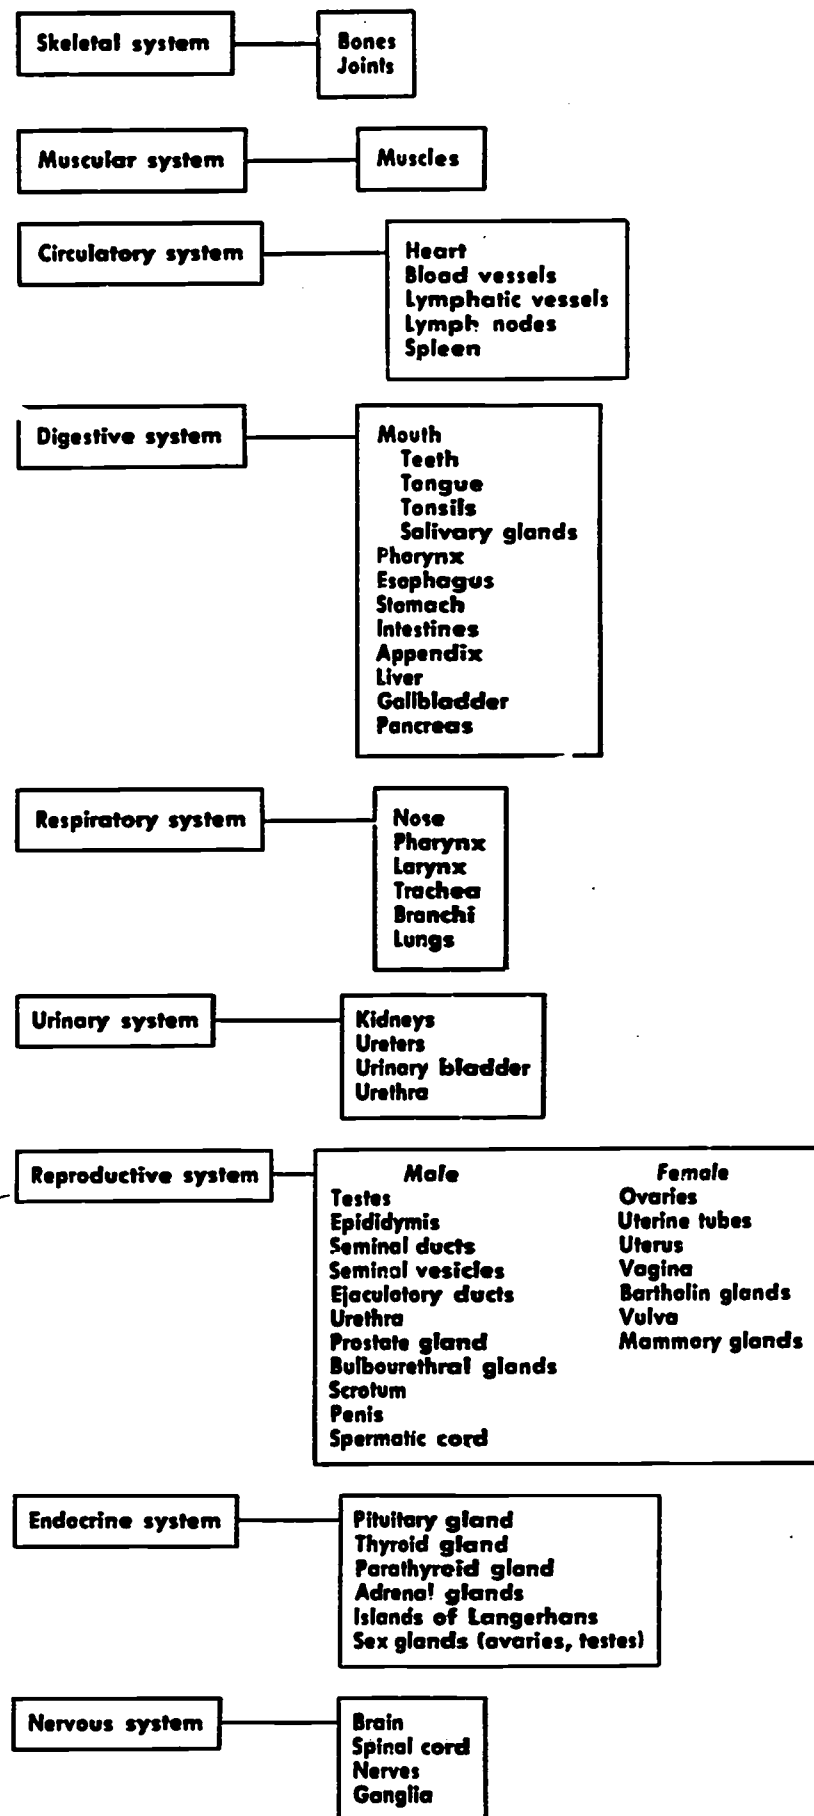 Skeletal system
Bones
Joints
Muscular system
Muscles
Circulatory system
Heart
Blood vessels
Lymphatic vessels
Lymph nodes
Spleen
Digestive system
Mouth
Teeth
Tongue
Tonsils
Salivary glands
Pharynx
Esophagus
Stomach
Intestines
Appendix
Liver
Gallbladder
Pancreas
Respiratory system
Nose
Pharynx
Larynx
Trachea
Bronchi
Lungs
Urinary system
Kidneys
Ureters
Urinary bladder
Urethra
Reproductive system
Male
Testes
Epididymis
Seminal ducts
Seminal vesicles
Ejaculatory ducts
Urethra
Prostate gland
Bulbourethral glands
Scrotum
Penis
Spermatic cord
Female
Ovaries
Uterine tubes
Uterus
Vagina
Bartholin glands
Vulva
Mammary glands
Endocrine system
Pituitary gland
Thyroid gland
Parathyroid gland
Adrenal glands
Islands of Langerhans
Sex glands (ovaries, testes)
Nervous system
Brain
Spinal cord
Nerves
Ganglia